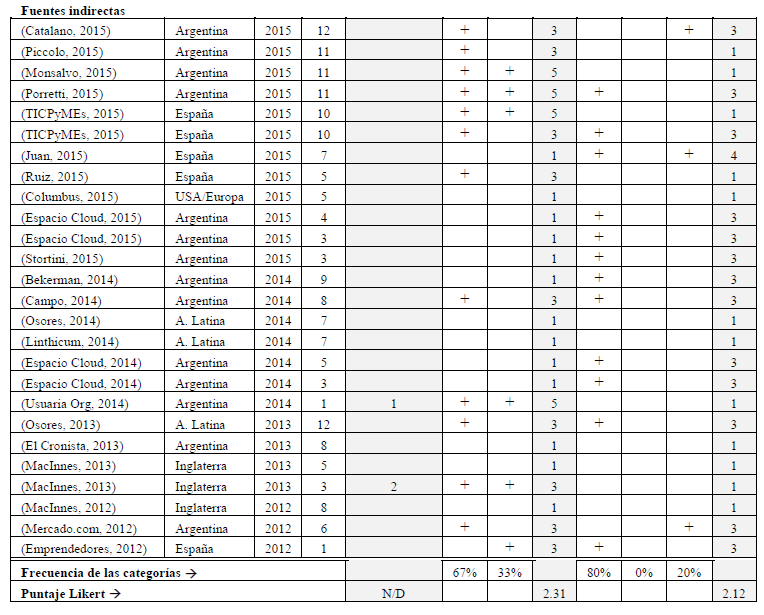 Fuentes indirectas
(Catalano, 2015) Argentina 2015 12 + 3 + 3
(Piccolo, 2015) Argentina 2015 11 + 3 1
(Monsalvo, 2015) Argentina 2015 11 + + 5 1
(Porretti, 2015) Argentina 2015 11 + + 5 + 3
(TICPyMEs, 2015) España 2015 10 + + 5 1
(TICPyMEs, 2015) España 2015 10 + 3 + 3
(Juan, 2015) España 2015 7 1 + + 4
(Ruiz, 2015) España 2015 5 + 3 1
(Columbus, 2015) USA/Europa 2015 5 1 1
(Espacio Cloud, 2015) Argentina 2015 4 1 + 3
(Espacio Cloud, 2015) Argentina 2015 3 1 + 3
(Stortini, 2015) Argentina 2015 3 1 + 3
(Bekerman, 2014) Argentina 2014 9 1 + 3
(Campo, 2014) Argentina 2014 8 + 3 + 3
(Osores, 2014) A. Latina 2014 7 1 1
(Linthicum, 2014) A. Latina 2014 7 1 1
(Espacio Cloud, 2014) Argentina 2014 5 1 + 3
(Espacio Cloud, 2014) Argentina 2014 3 1 + 3
(Usuaria Org, 2014) Argentina 2014 1 1 + + 5 1
(Osores, 2013) A. Latina 2013 12 + 3 + 3
(El Cronista, 2013) Argentina 2013 8 1 1
(MacInnes, 2013) Inglaterra 2013 5 1 1
(MacInnes, 2013) Inglaterra 2013 3 2 + + 3 1
(MacInnes, 2012) Inglaterra 2012 8 1 1
(Mercado.com, 2012) Argentina 2012 6 + 3 + 3
(Emprendedores, 2012) España 2012 1 + 3 + 3
Frecuencia de las categorías → 67% 33% 80% 0% 20%
Puntaje Likert → N/D 2.31 2.12